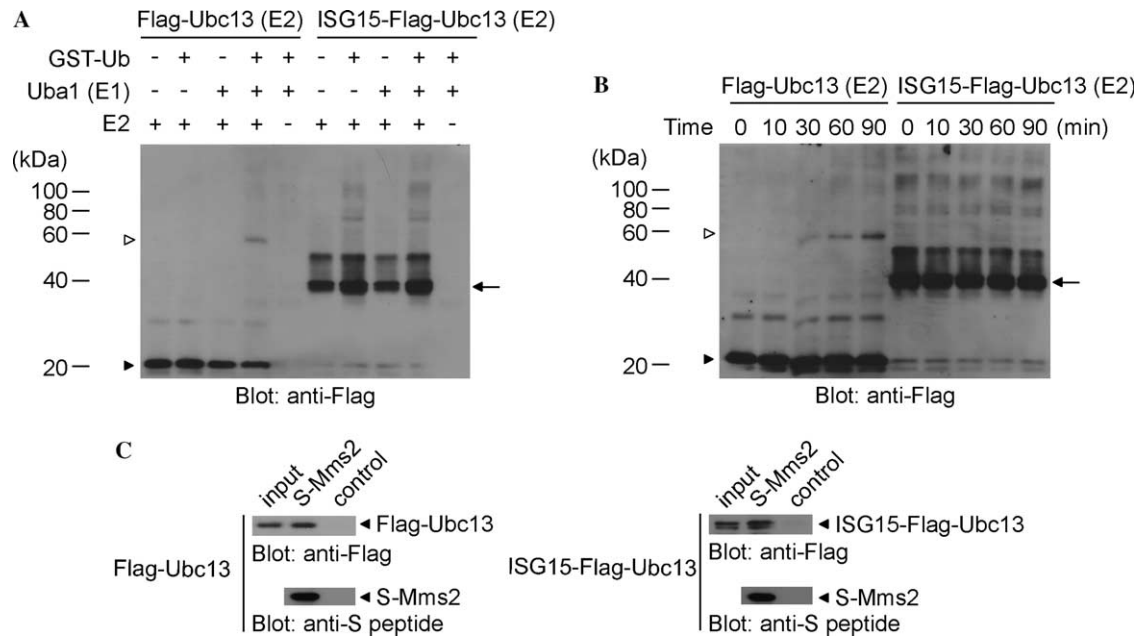 A
Flag-Ubc13 (E2) ISG15-Flag-Ubc13 (E2)
GST-Ub - + - + + - + - + +
Uba1 (E1) - - + + + - - + + +
E2 + + + + - + + + + -
(kDa)
100
80
60
40
20
Blot: anti-Flag
B
Flag-Ubc13 (E2) ISG15-Flag-Ubc13 (E2)
Time 0 10 30 60 90 0 10 30 60 90 (min)
(kDa)
100
80
60
40
20
Blot: anti-Flag
C
input S-Mms2 control
Flag-Ubc13
Flag-Ubc13
Blot: anti-Flag
S-Mms2
Blot: anti-S peptide
input S-Mms2 control
ISG15-Flag-Ubc13
ISG15-Flag-Ubc13
Blot: anti-Flag
S-Mms2
Blot: anti-S peptide